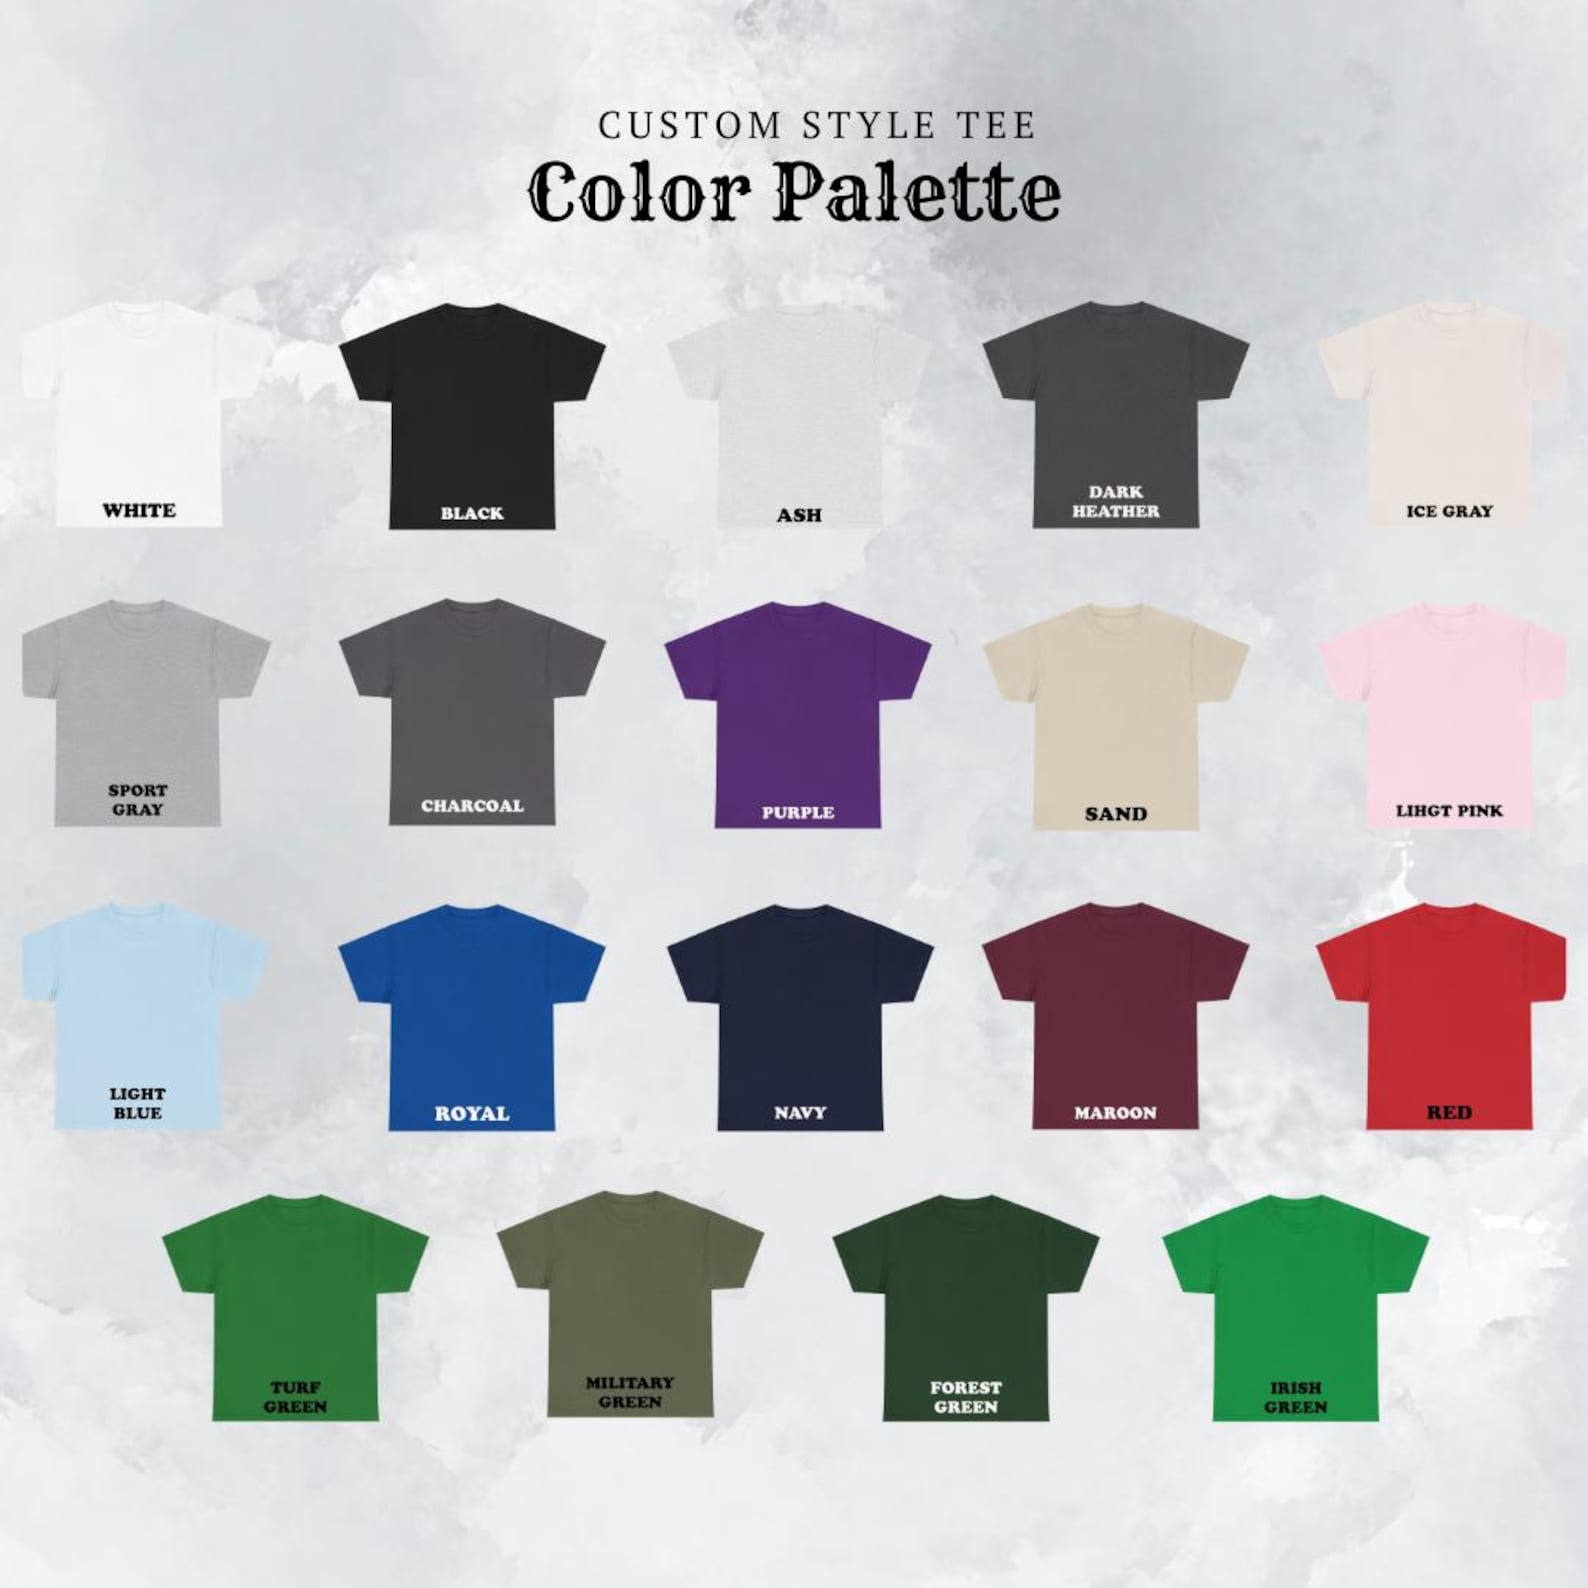 CUSTOM STYLE TEE
Color Palette
WHITE
BLACK
ASH
DARK
HEATHER
ICE GRAY
SPORT
GRAY
CHARCOAL
PURPLE
SAND
LIHGT PINK
LIGHT
BLUE
ROYAL
NAVY
MAROON
RED
TURF
GREEN
MILITARY
GREEN
FOREST
GREEN
IRISH
GREEN